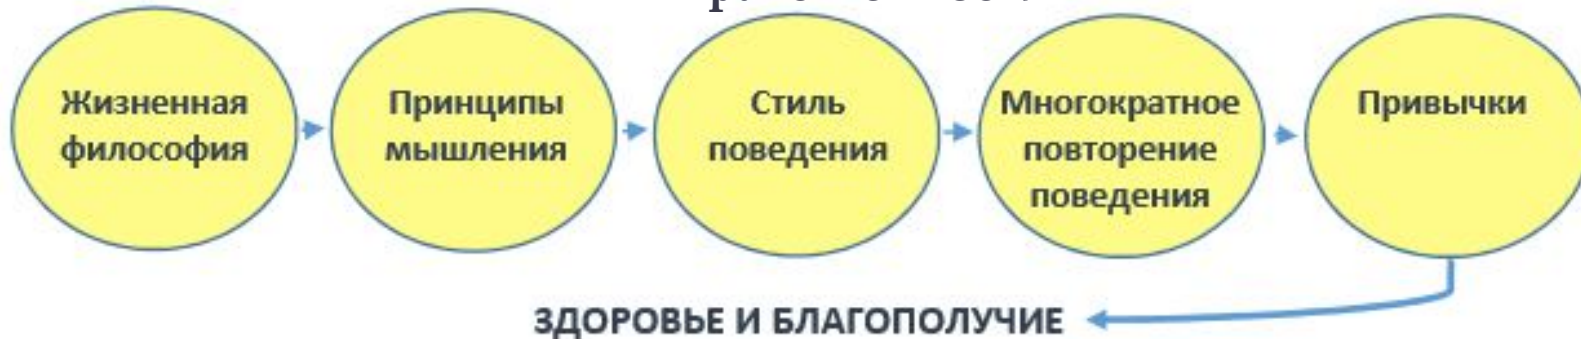 Жизненная
философия
Принципы
мышления
Стиль
поведения
Многократное
повторение
поведения
Привычки
ЗДОРОВЬЕ И БЛАГОПОЛУЧИЕ